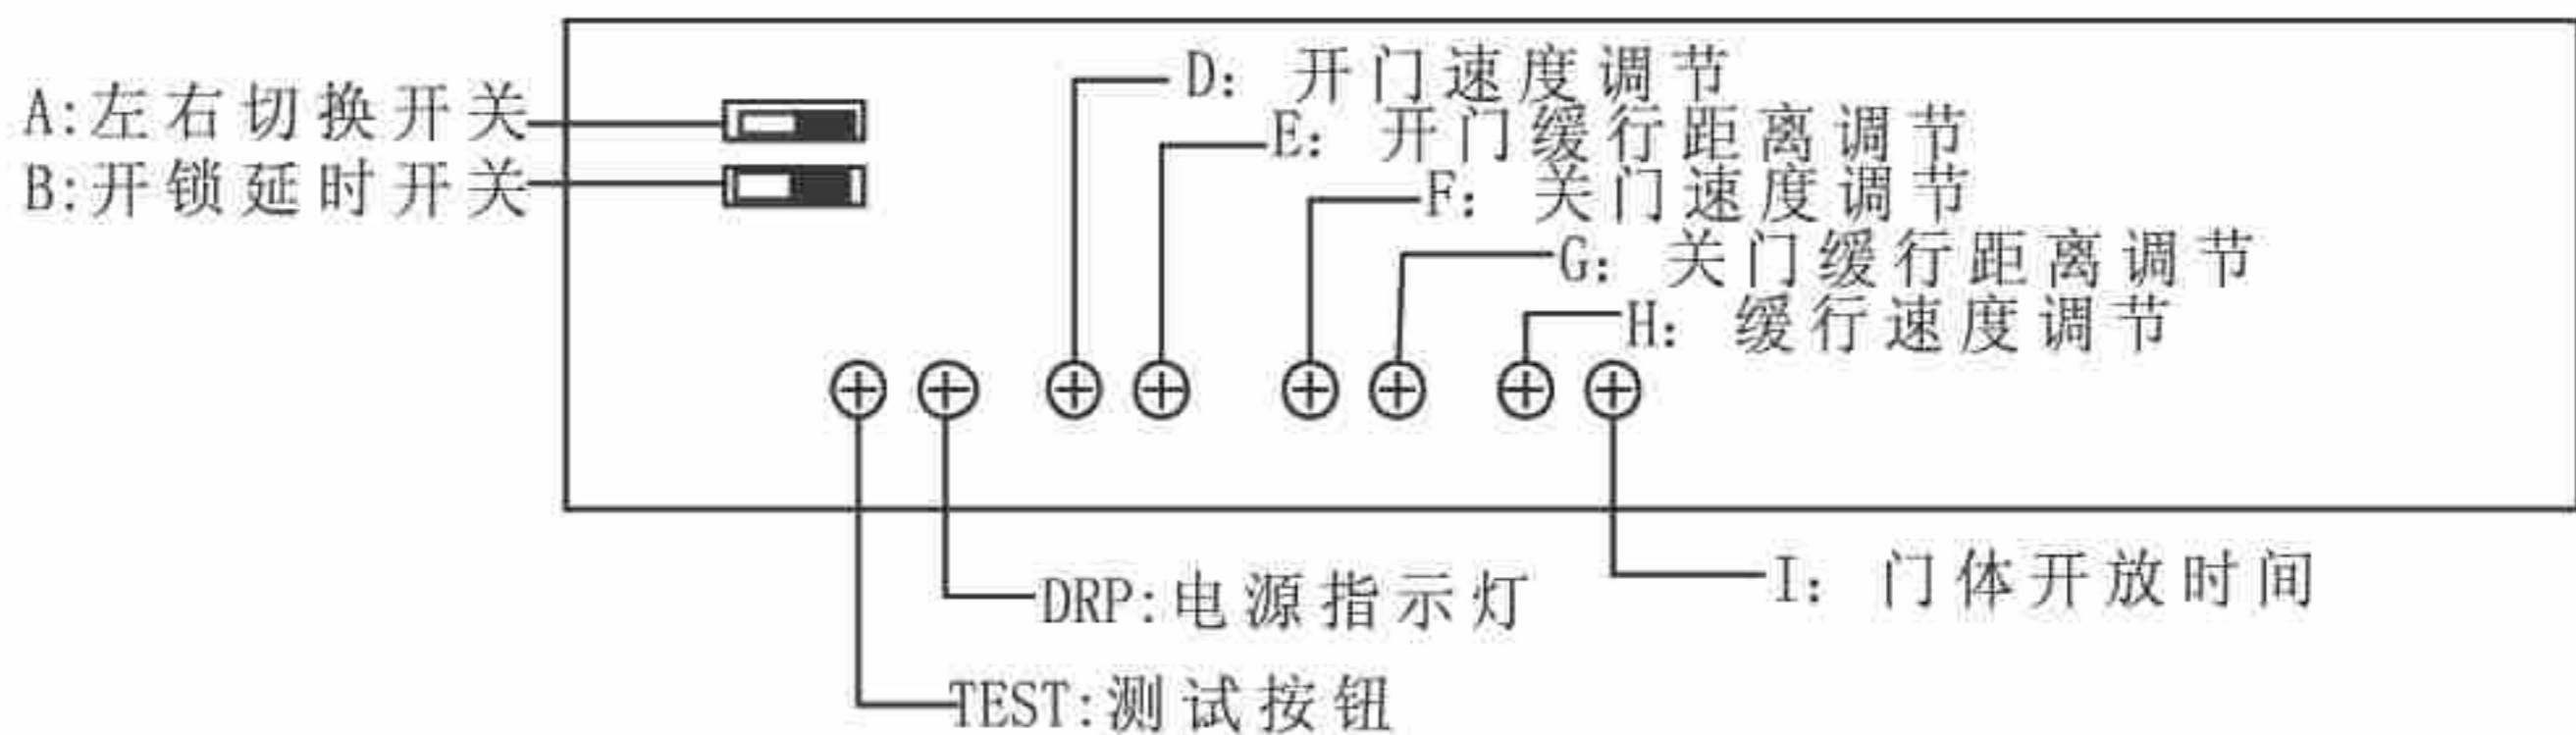 A:左右切换开关
B:开锁延时开关
D: 开门速度调节
E: 开门缓行距离调节
F: 关门速度调节
G: 关门缓行距离调节
H: 缓行速度调节
I: 门体开放时间
DRP:电源指示灯
TEST:测试按钮